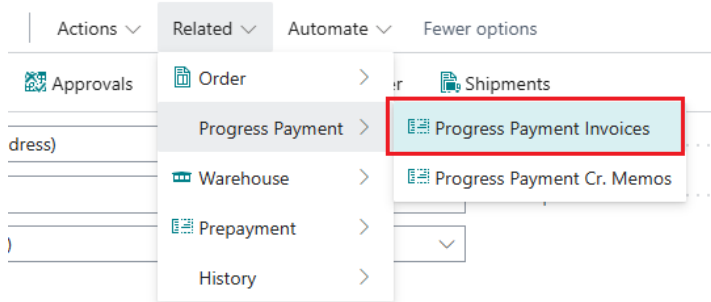 Actions Related Automate Fewer options
Approvals Order r Shipments
Progress Payment Progress Payment Invoices
dress)
Warehouse Progress Payment Cr. Memos
Prepayment
)
History